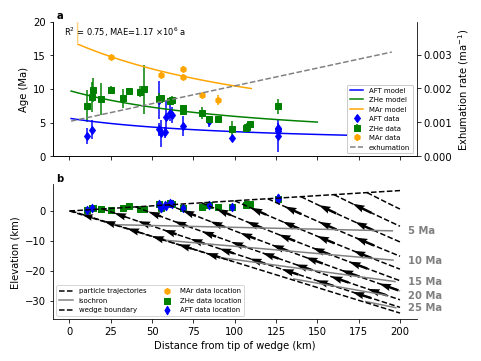 a
R² = 0.75, MAE=1.17 ×10⁶ a
20
15
10
5
0
Age (Ma)
0.003
0.002
0.001
0.000
Exhumation rate (ma⁻¹)
AFT model
ZHe model
MAr model
AFT data
ZHe data
MAr data
exhumation
b
0
−10
−20
−30
Elevation (km)
5 Ma
10 Ma
15 Ma
20 Ma
25 Ma
particle trajectories
isochron
wedge boundary
MAr data location
ZHe data location
AFT data location
0 25 50 75 100 125 150 175 200
Distance from tip of wedge (km)